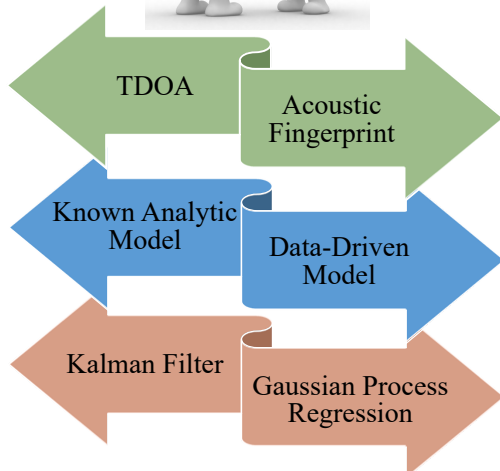 TDOA
Acoustic
Fingerprint
Known Analytic
Model
Data-Driven
Model
Kalman Filter
Gaussian Process
Regression